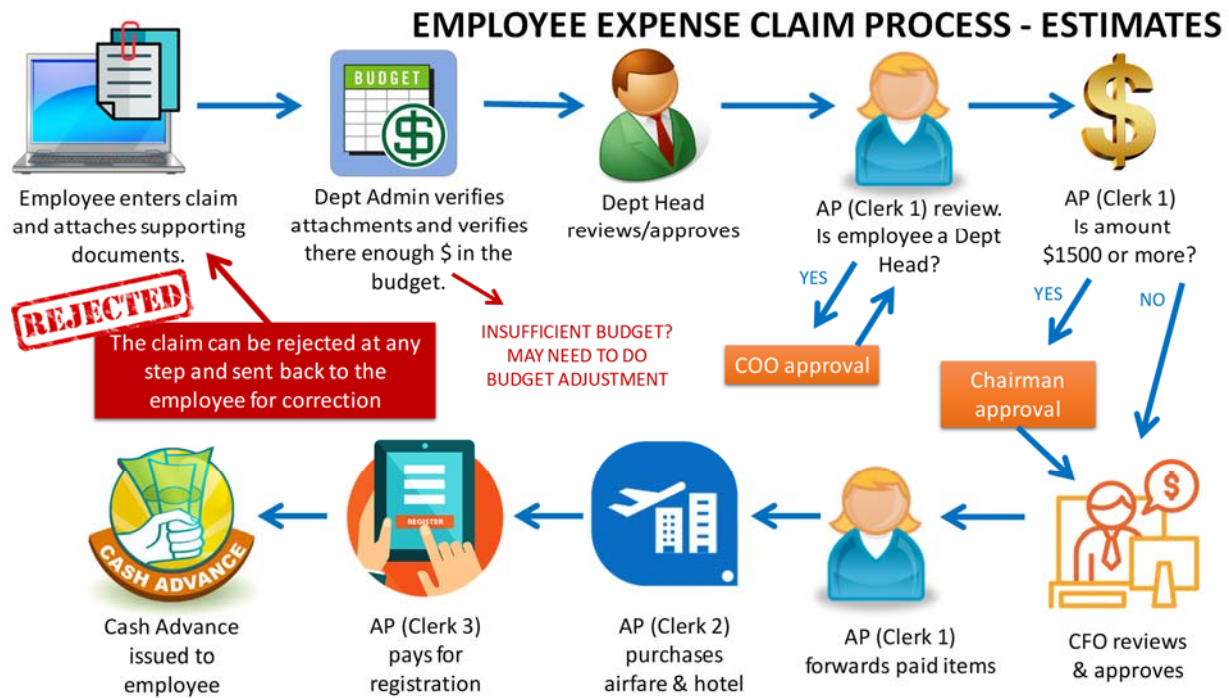 EMPLOYEE EXPENSE CLAIM PROCESS - ESTIMATES
BUDGET
$
Employee enters claim
and attaches supporting
documents.
Dept Admin verifies
attachments and verifies
there enough $ in the
budget.
Dept Head
reviews/approves
AP (Clerk 1) review.
Is employee a Dept
Head?
$
AP (Clerk 1)
Is amount
$1500 or more?
YES
YES
NO
REJECTED
The claim can be rejected at any
step and sent back to the
employee for correction
INSUFFICIENT BUDGET?
MAY NEED TO DO
BUDGET ADJUSTMENT
COO approval
Chairman
approval
CASH ADVANCE
Cash Advance
issued to
employee
REGISTER
AP (Clerk 3)
pays for
registration
AP (Clerk 2)
purchases
airfare & hotel
AP (Clerk 1)
forwards paid items
$
CFO reviews
& approves